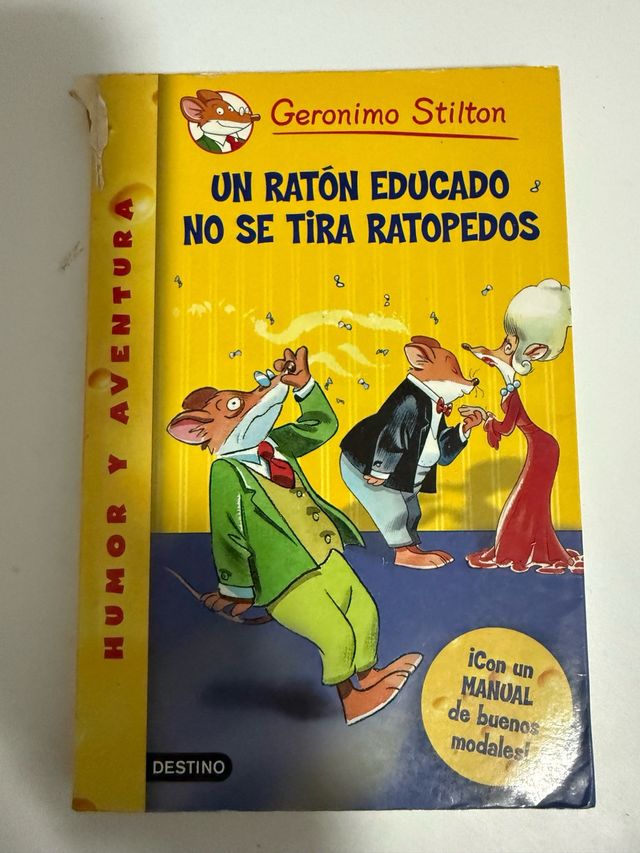 Geronimo Stilton
UN RATÓN EDUCADO
NO SE TiRA RATOPEDOS
HUMOR Y AVENTURA
¡Con un
MANUAL
de buenos
modales!
DESTINO